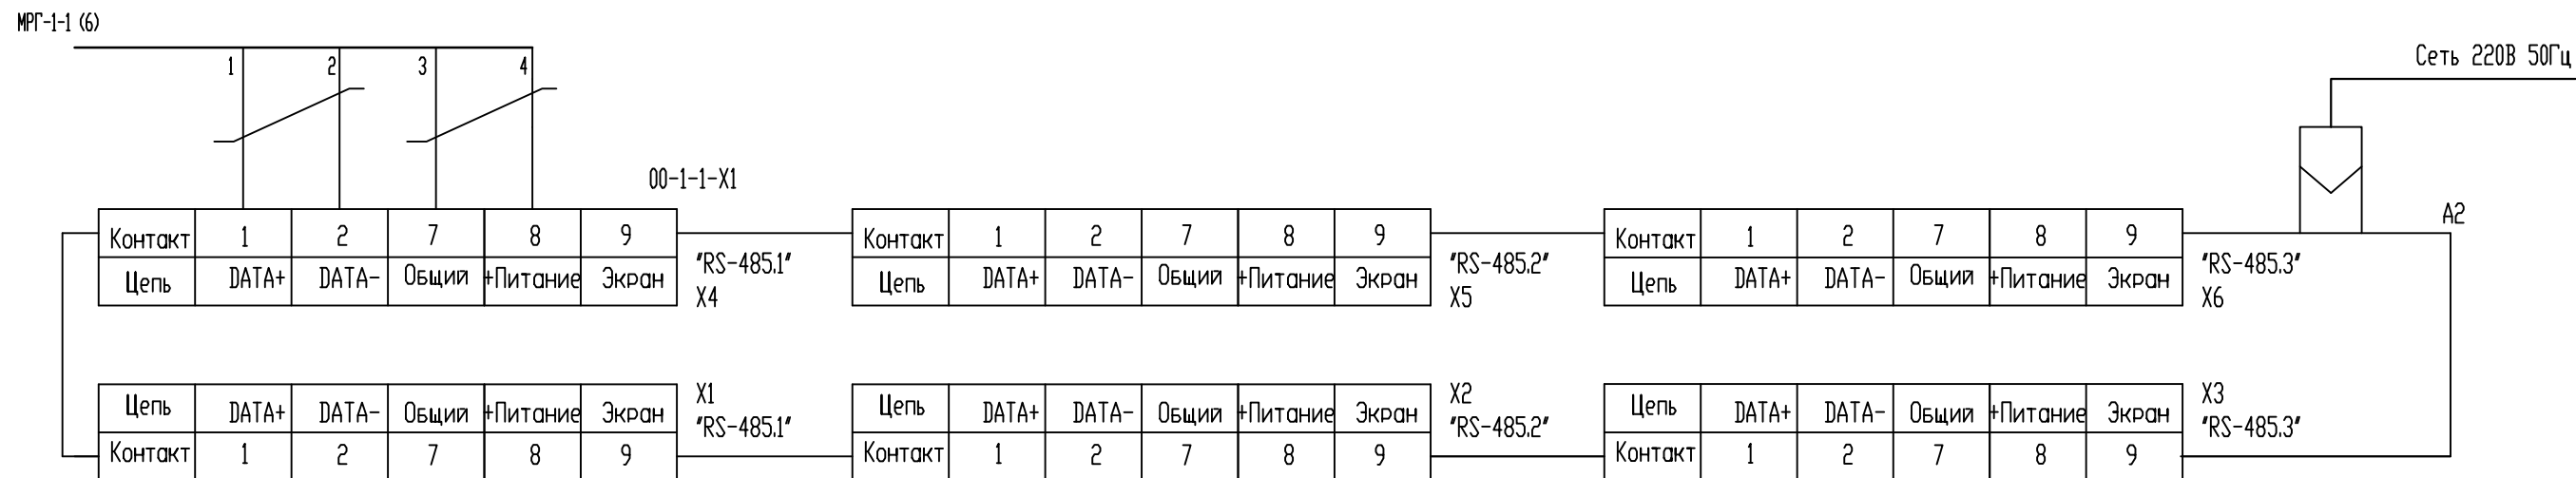 МРГ-1-1 (6)
Сеть 220В 50Гц
1 2 3 4
00-1-1-X1
A2
Контакт 1 2 7 8 9 Контакт 1 2 7 8 9 Контакт 1 2 7 8 9
Цепь DATA+ DATA- Общий +Питание Экран "RS-485.1" Цепь DATA+ DATA- Общий +Питание Экран "RS-485.2" Цепь DATA+ DATA- Общий +Питание Экран "RS-485.3"
X4 X5 X6
X1 X2 X3
Цепь DATA+ DATA- Общий +Питание Экран "RS-485.1" Цепь DATA+ DATA- Общий +Питание Экран "RS-485.2" Цепь DATA+ DATA- Общий +Питание Экран "RS-485.3"
Контакт 1 2 7 8 9 Контакт 1 2 7 8 9 Контакт 1 2 7 8 9